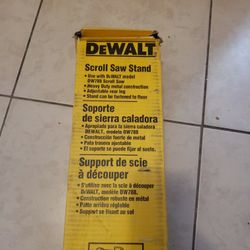 DEWALT
Scroll Saw Stand
• Use with DEWALT model
DW788 Scroll Saw
• Heavy Duty metal construction
• Adjustable rear leg
• Stand can be fastened to floor
Soporte
de sierra caladora
• Apropiado para la sierra caladora
DEWALT, modelo DW788.
• Construcción fuerte de metal
• Pata trasera ajustable
• El soporte se puede fijar al suelo.
Support de scie
à découper
• S'utilise avec la scie à découper
DEWALT, modèle DW788.
• Construction robuste en métal
• Patte arrière réglable
• Support se fixant au sol